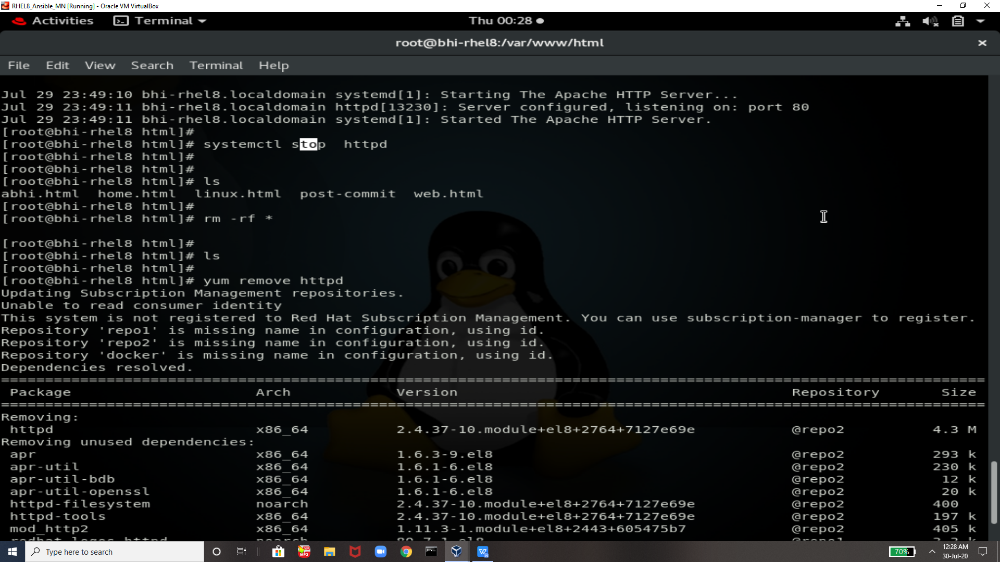 RHEL8_Ansible_MN [Running] - Oracle VM VirtualBox
Activities Terminal Thu 00:28
root@bhi-rhel8:/var/www/html
File Edit View Search Terminal Help
Jul 29 23:49:10 bhi-rhel8.localdomain systemd[1]: Starting The Apache HTTP Server...
Jul 29 23:49:11 bhi-rhel8.localdomain httpd[13230]: Server configured, listening on: port 80
Jul 29 23:49:11 bhi-rhel8.localdomain systemd[1]: Started The Apache HTTP Server.
[root@bhi-rhel8 html]#
[root@bhi-rhel8 html]# systemctl stop  httpd
[root@bhi-rhel8 html]#
[root@bhi-rhel8 html]#
[root@bhi-rhel8 html]# ls
abhi.html  home.html  linux.html  post-commit  web.html
[root@bhi-rhel8 html]#
[root@bhi-rhel8 html]# rm -rf *
[root@bhi-rhel8 html]#
[root@bhi-rhel8 html]# ls
[root@bhi-rhel8 html]#
[root@bhi-rhel8 html]# yum remove httpd
Updating Subscription Management repositories.
Unable to read consumer identity
This system is not registered to Red Hat Subscription Management. You can use subscription-manager to register.
Repository 'repo1' is missing name in configuration, using id.
Repository 'repo2' is missing name in configuration, using id.
Repository 'docker' is missing name in configuration, using id.
Dependencies resolved.
Package Arch Version Repository Size
Removing:
httpd x86_64 2.4.37-10.module+el8+2764+7127e69e @repo2 4.3 M
Removing unused dependencies:
apr x86_64 1.6.3-9.el8 @repo2 293 k
apr-util x86_64 1.6.1-6.el8 @repo2 230 k
apr-util-bdb x86_64 1.6.1-6.el8 @repo2 12 k
apr-util-openssl x86_64 1.6.1-6.el8 @repo2 20 k
httpd-filesystem noarch 2.4.37-10.module+el8+2764+7127e69e @repo2 400
httpd-tools x86_64 2.4.37-10.module+el8+2764+7127e69e @repo2 197 k
mod_http2 x86_64 1.11.3-1.module+el8+2443+605475b7 @repo2 405 k
Type here to search
MP3
70%
12:28 AM
30-Jul-20